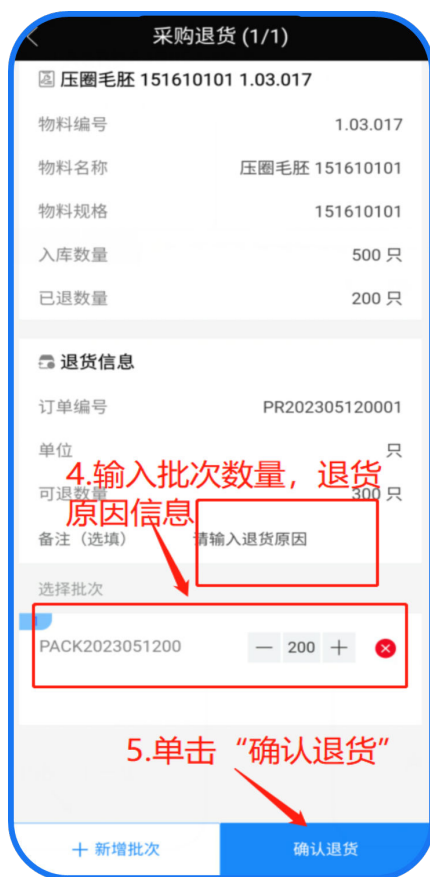 采购退货 (1/1)
压圈毛胚 151610101 1.03.017
物料编号 1.03.017
物料名称 压圈毛胚 151610101
物料规格 151610101
入库数量 500 只
已退数量 200 只
退货信息
订单编号 PR202305120001
单位 只
4.输入批次数量，退货
可退数量 300 只
原因信息
备注（选填） 请输入退货原因
选择批次
PACK2023051200 — 200 +
5.单击“确认退货”
+ 新增批次 确认退货